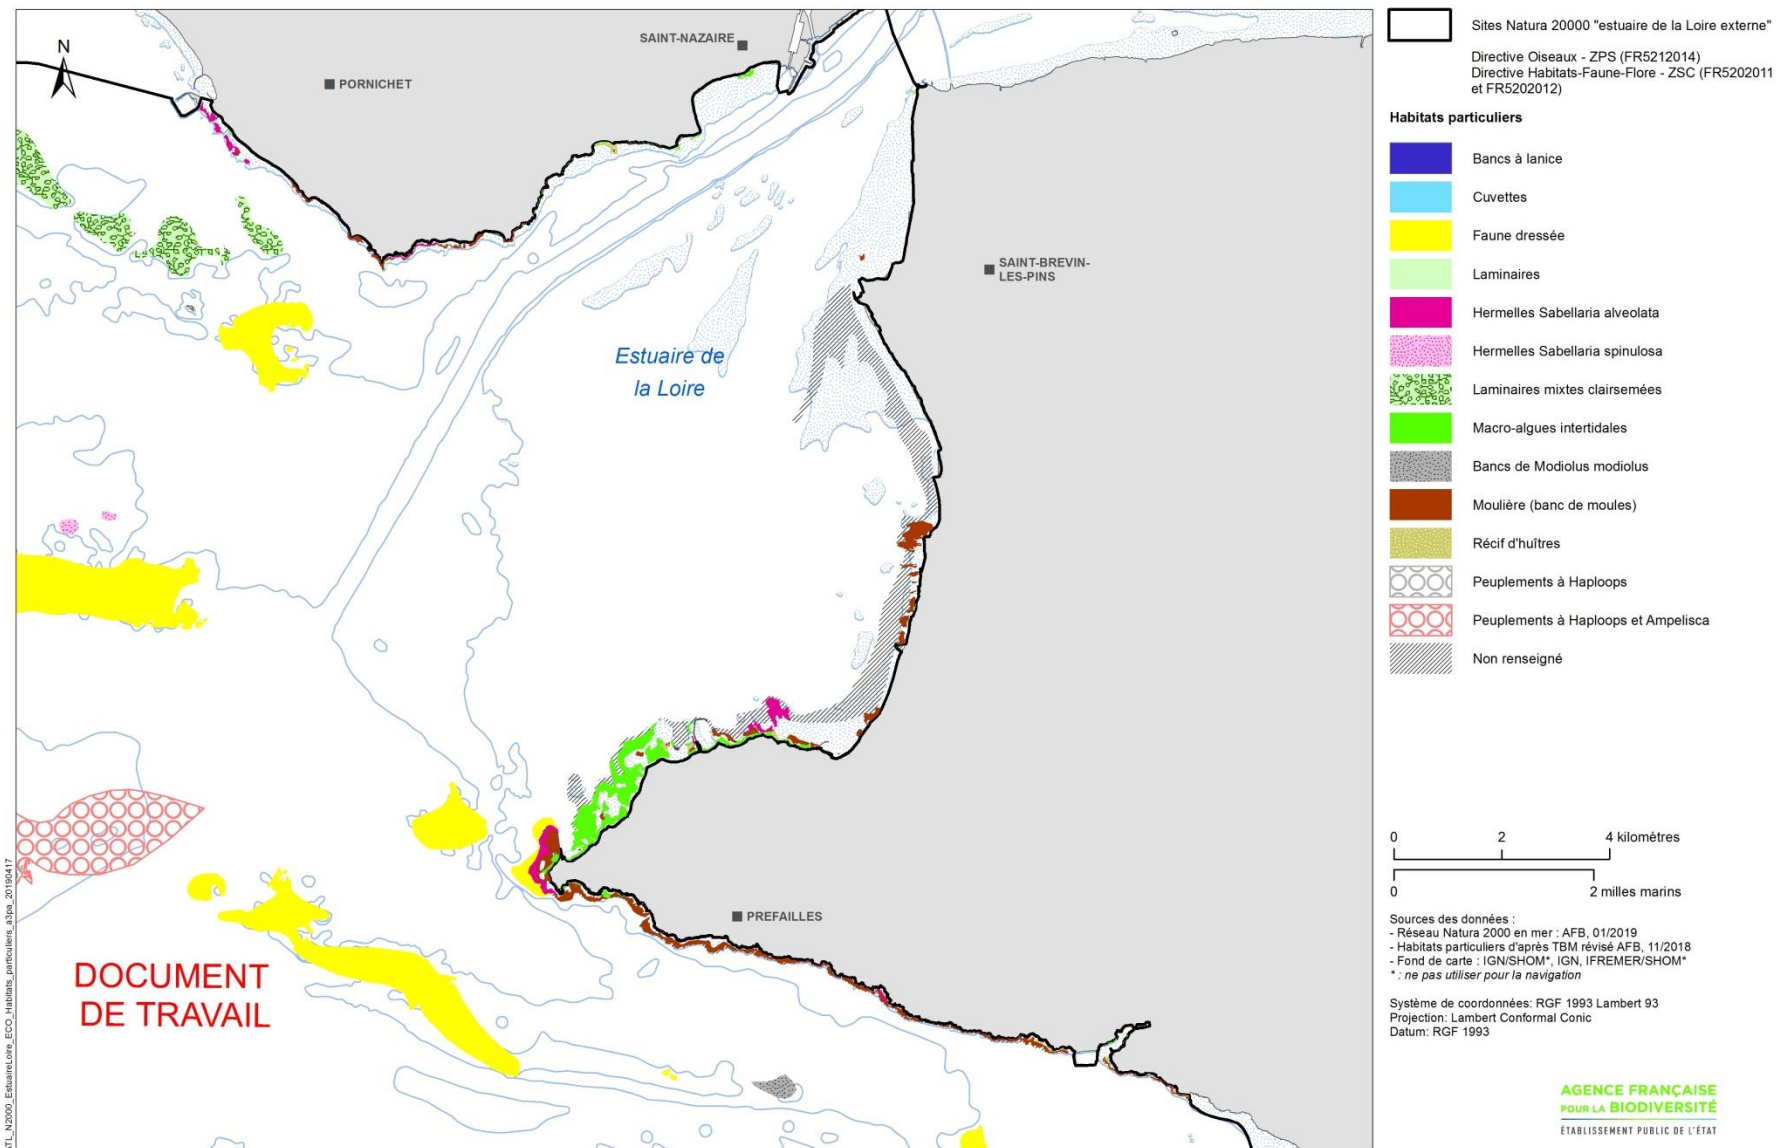 N
SAINT-NAZAIRE
PORNICHET
SAINT-BREVIN-
LES-PINS
Estuaire de
la Loire
PREFAILLES
DOCUMENT
DE TRAVAIL
Sites Natura 20000 "estuaire de la Loire externe"
Directive Oiseaux - ZPS (FR5212014)
Directive Habitats-Faune-Flore - ZSC (FR5202011
et FR5202012)
Habitats particuliers
Bancs à lanice
Cuvettes
Faune dressée
Laminaires
Hermelles Sabellaria alveolata
Hermelles Sabellaria spinulosa
Laminaires mixtes clairsemées
Macro-algues intertidales
Bancs de Modiolus modiolus
Moulière (banc de moules)
Récif d'huîtres
Peuplements à Haploops
Peuplements à Haploops et Ampelisca
Non renseigné
0 2 4 kilomètres
0 2 milles marins
Sources des données :
- Réseau Natura 2000 en mer : AFB, 01/2019
- Habitats particuliers d'après TBM révisé AFB, 11/2018
- Fond de carte : IGN/SHOM*, IGN, IFREMER/SHOM*
* : ne pas utiliser pour la navigation
Système de coordonnées: RGF 1993 Lambert 93
Projection: Lambert Conformal Conic
Datum: RGF 1993
AGENCE FRANÇAISE
POUR LA BIODIVERSITÉ
ÉTABLISSEMENT PUBLIC DE L'ÉTAT
ATL_N2000_EstuaireLoire_ECO_Habitats_particuliers_a3pa_20190417